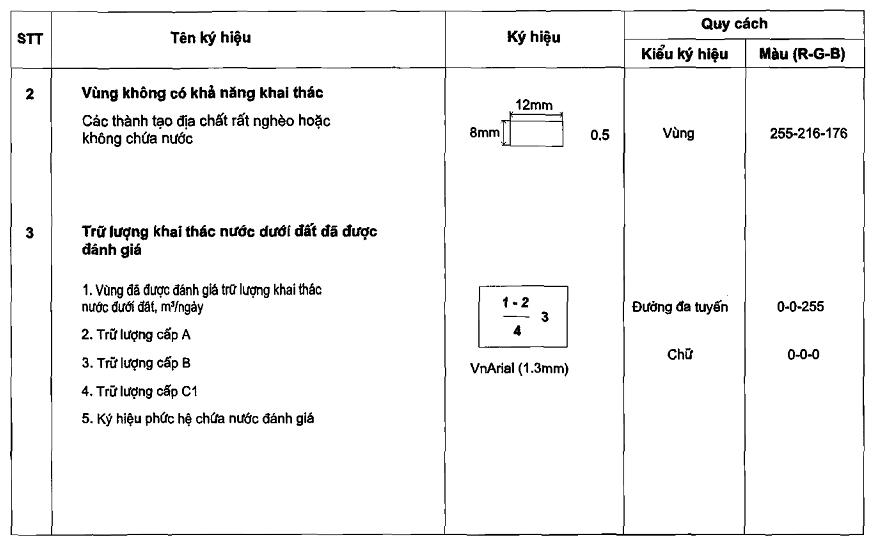 STT
Tên ký hiệu
Ký hiệu
Quy cách
Kiểu ký hiệu
Màu (R-G-B)
2
Vùng không có khả năng khai thác
Các thành tạo địa chất rất nghèo hoặc
không chứa nước
12mm
8mm
0,5
Vùng
255-216-176
3
Trữ lượng khai thác nước dưới đất đã được
đánh giá
1. Vùng đã được đánh giá trữ lượng khai thác
nước dưới đất, m³/ngày
2. Trữ lượng cấp A
3. Trữ lượng cấp B
4. Trữ lượng cấp C1
5. Ký hiệu phức hệ chứa nước đánh giá
1 - 2
3
4
VnArial (1.3mm)
Đường đa tuyến
0-0-255
Chữ
0-0-0